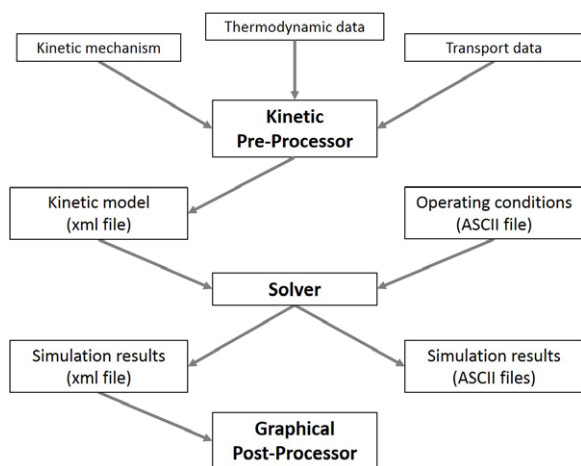 Thermodynamic data
Kinetic mechanism
Transport data
Kinetic
Pre-Processor
Kinetic model
(xml file)
Operating conditions
(ASCII file)
Solver
Simulation results
(xml file)
Simulation results
(ASCII files)
Graphical
Post-Processor